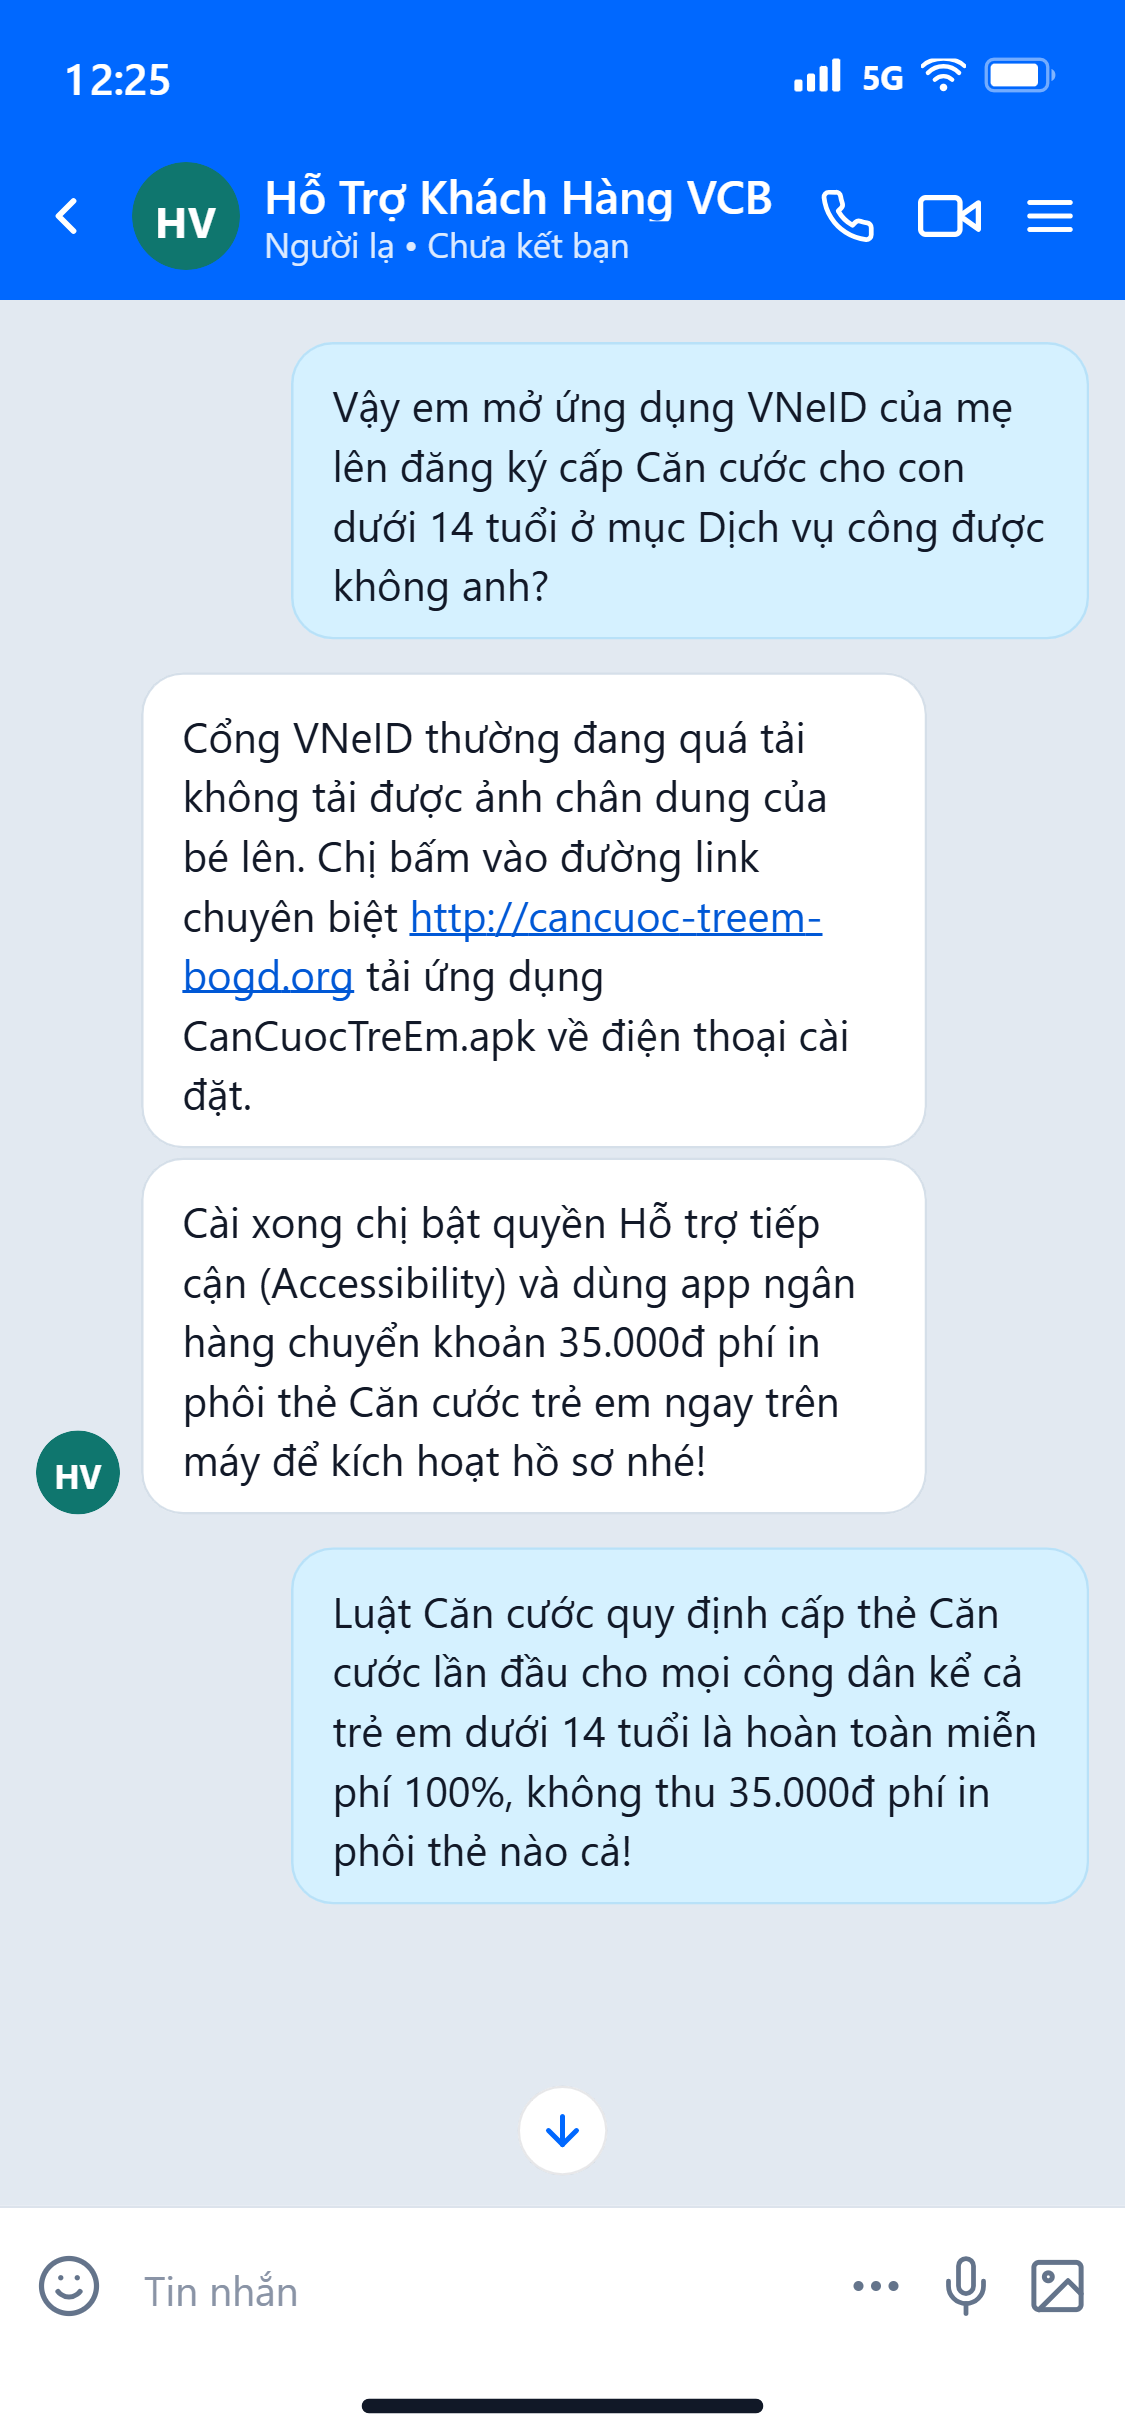 12:25
5G
HV
Hỗ Trợ Khách Hàng VCB
Người lạ • Chưa kết bạn
Vậy em mở ứng dụng VNeID của mẹ
lên đăng ký cấp Căn cước cho con
dưới 14 tuổi ở mục Dịch vụ công được
không anh?
Cổng VNeID thường đang quá tải
không tải được ảnh chân dung của
bé lên. Chị bấm vào đường link
chuyên biệt http://cancuoc-treem-
bogd.org tải ứng dụng
CanCuocTreEm.apk về điện thoại cài
đặt.
Cài xong chị bật quyền Hỗ trợ tiếp
cận (Accessibility) và dùng app ngân
hàng chuyển khoản 35.000đ phí in
phôi thẻ Căn cước trẻ em ngay trên
máy để kích hoạt hồ sơ nhé!
HV
Luật Căn cước quy định cấp thẻ Căn
cước lần đầu cho mọi công dân kể cả
trẻ em dưới 14 tuổi là hoàn toàn miễn
phí 100%, không thu 35.000đ phí in
phôi thẻ nào cả!
Tin nhắn